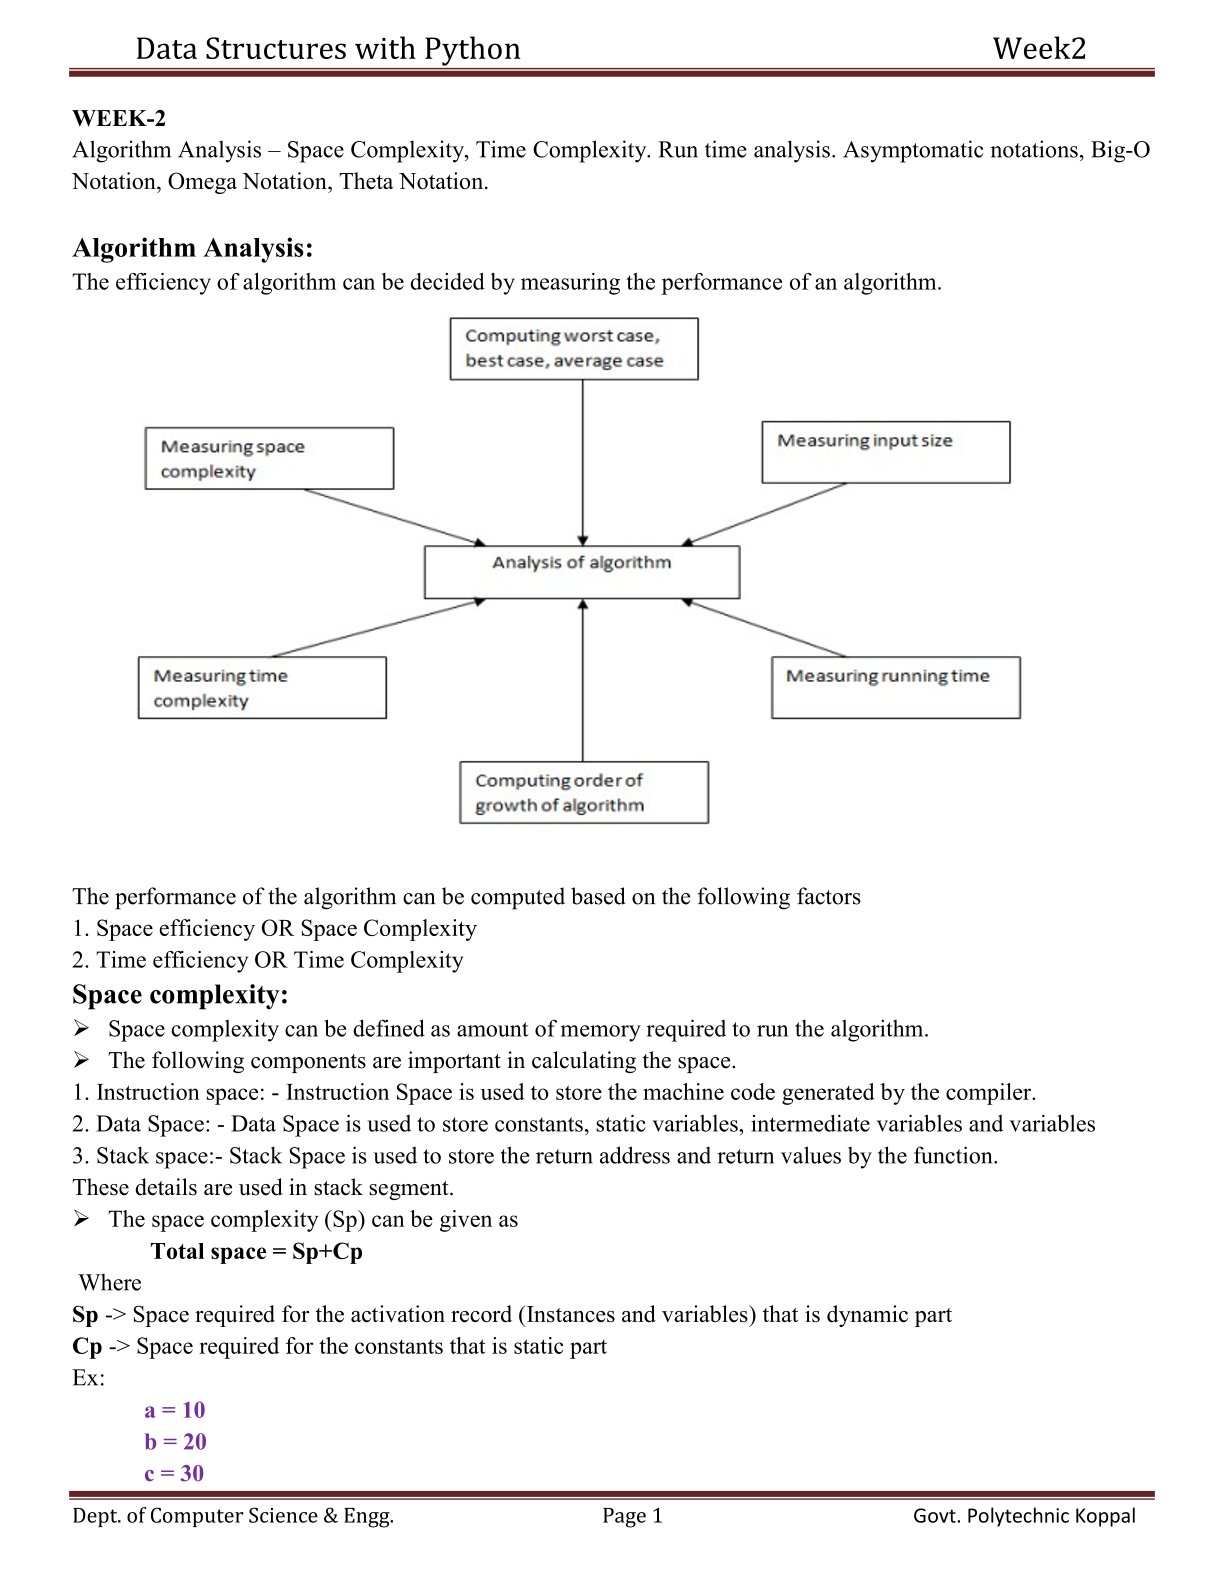 Data Structures with Python Week2
WEEK-2
Algorithm Analysis – Space Complexity, Time Complexity. Run time analysis. Asymptomatic notations, Big-O
Notation, Omega Notation, Theta Notation.
Algorithm Analysis:
The efficiency of algorithm can be decided by measuring the performance of an algorithm.
Computing worst case,
best case, average case
Measuring space
complexity
Measuring input size
Analysis of algorithm
Measuring time
complexity
Measuring running time
Computing order of
growth of algorithm
The performance of the algorithm can be computed based on the following factors
1. Space efficiency OR Space Complexity
2. Time efficiency OR Time Complexity
Space complexity:
➢ Space complexity can be defined as amount of memory required to run the algorithm.
➢ The following components are important in calculating the space.
1. Instruction space: - Instruction Space is used to store the machine code generated by the compiler.
2. Data Space: - Data Space is used to store constants, static variables, intermediate variables and variables
3. Stack space:- Stack Space is used to store the return address and return values by the function.
These details are used in stack segment.
➢ The space complexity (Sp) can be given as
Total space = Sp+Cp
Where
Sp -> Space required for the activation record (Instances and variables) that is dynamic part
Cp -> Space required for the constants that is static part
Ex:
a = 10
b = 20
c = 30
Dept. of Computer Science & Engg. Page 1 Govt. Polytechnic Koppal